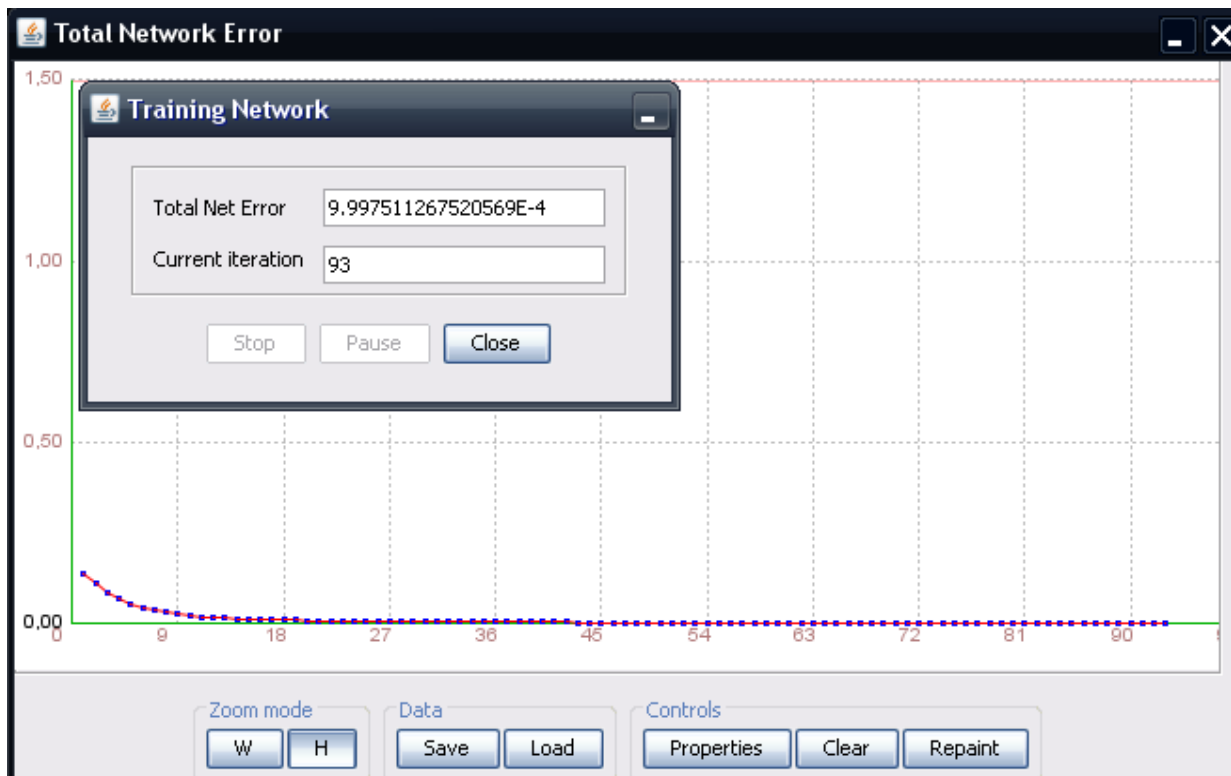 Total Network Error
1,50
Training Network
Total Net Error 9.997511267520569E-4
Current iteration 93
1,00
Stop Pause Close
0,50
0,00
0 9 18 27 36 45 54 63 72 81 90
Zoom mode Data Controls
W H Save Load Properties Clear Repaint